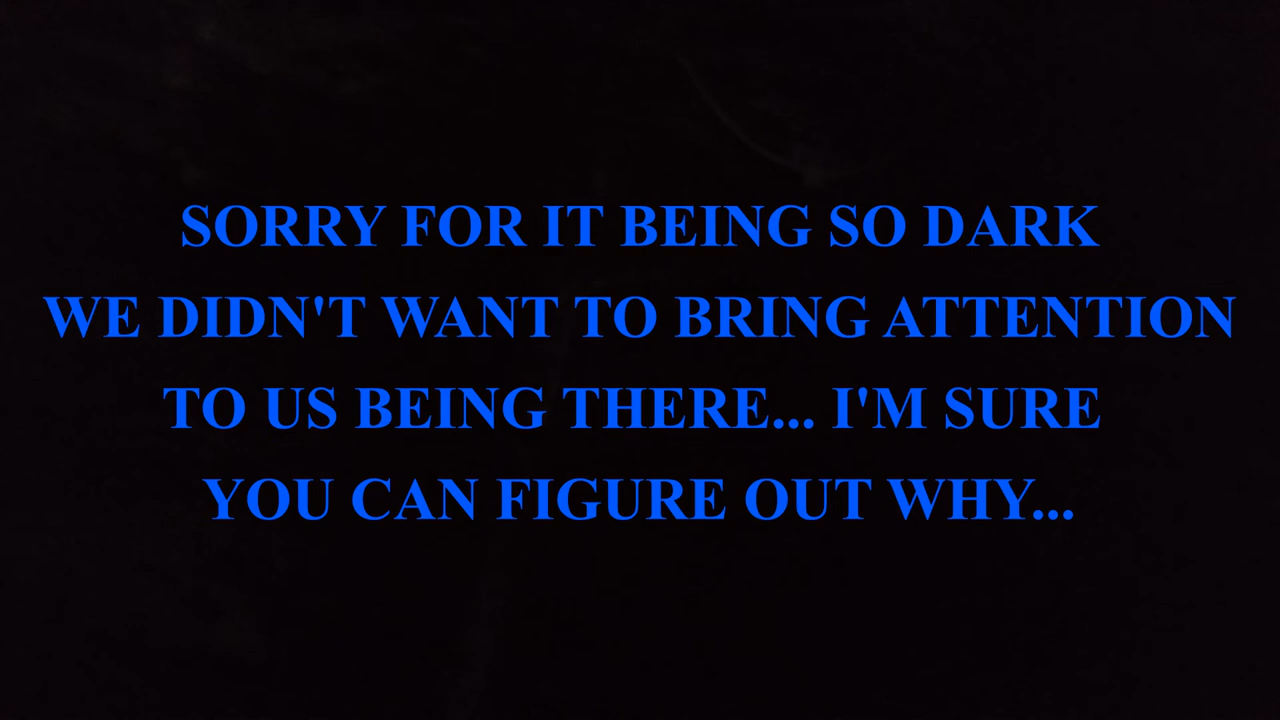 SORRY FOR IT BEING SO DARK
WE DIDN'T WANT TO BRING ATTENTION
TO US BEING THERE... I'M SURE
YOU CAN FIGURE OUT WHY...